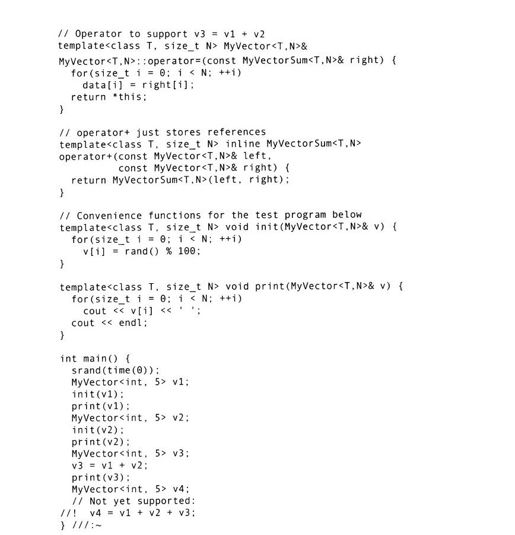 // Operator to support v3 = v1 + v2
template<class T, size_t N> MyVector<T,N>&
MyVector<T,N>::operator=(const MyVectorSum<T,N>& right) {
  for(size_t i = 0; i < N; ++i)
    data[i] = right[i];
  return *this;
}

// operator+ just stores references
template<class T, size_t N> inline MyVectorSum<T,N>
operator+(const MyVector<T,N>& left,
          const MyVector<T,N>& right) {
  return MyVectorSum<T,N>(left, right);
}

// Convenience functions for the test program below
template<class T, size_t N> void init(MyVector<T,N>& v) {
  for(size_t i = 0; i < N; ++i)
    v[i] = rand() % 100;
}

template<class T, size_t N> void print(MyVector<T,N>& v) {
  for(size_t i = 0; i < N; ++i)
    cout << v[i] << ' ';
  cout << endl;
}

int main() {
  srand(time(0));
  MyVector<int, 5> v1;
  init(v1);
  print(v1);
  MyVector<int, 5> v2;
  init(v2);
  print(v2);
  MyVector<int, 5> v3;
  v3 = v1 + v2;
  print(v3);
  MyVector<int, 5> v4;
  // Not yet supported:
//!  v4 = v1 + v2 + v3;
} ///:~